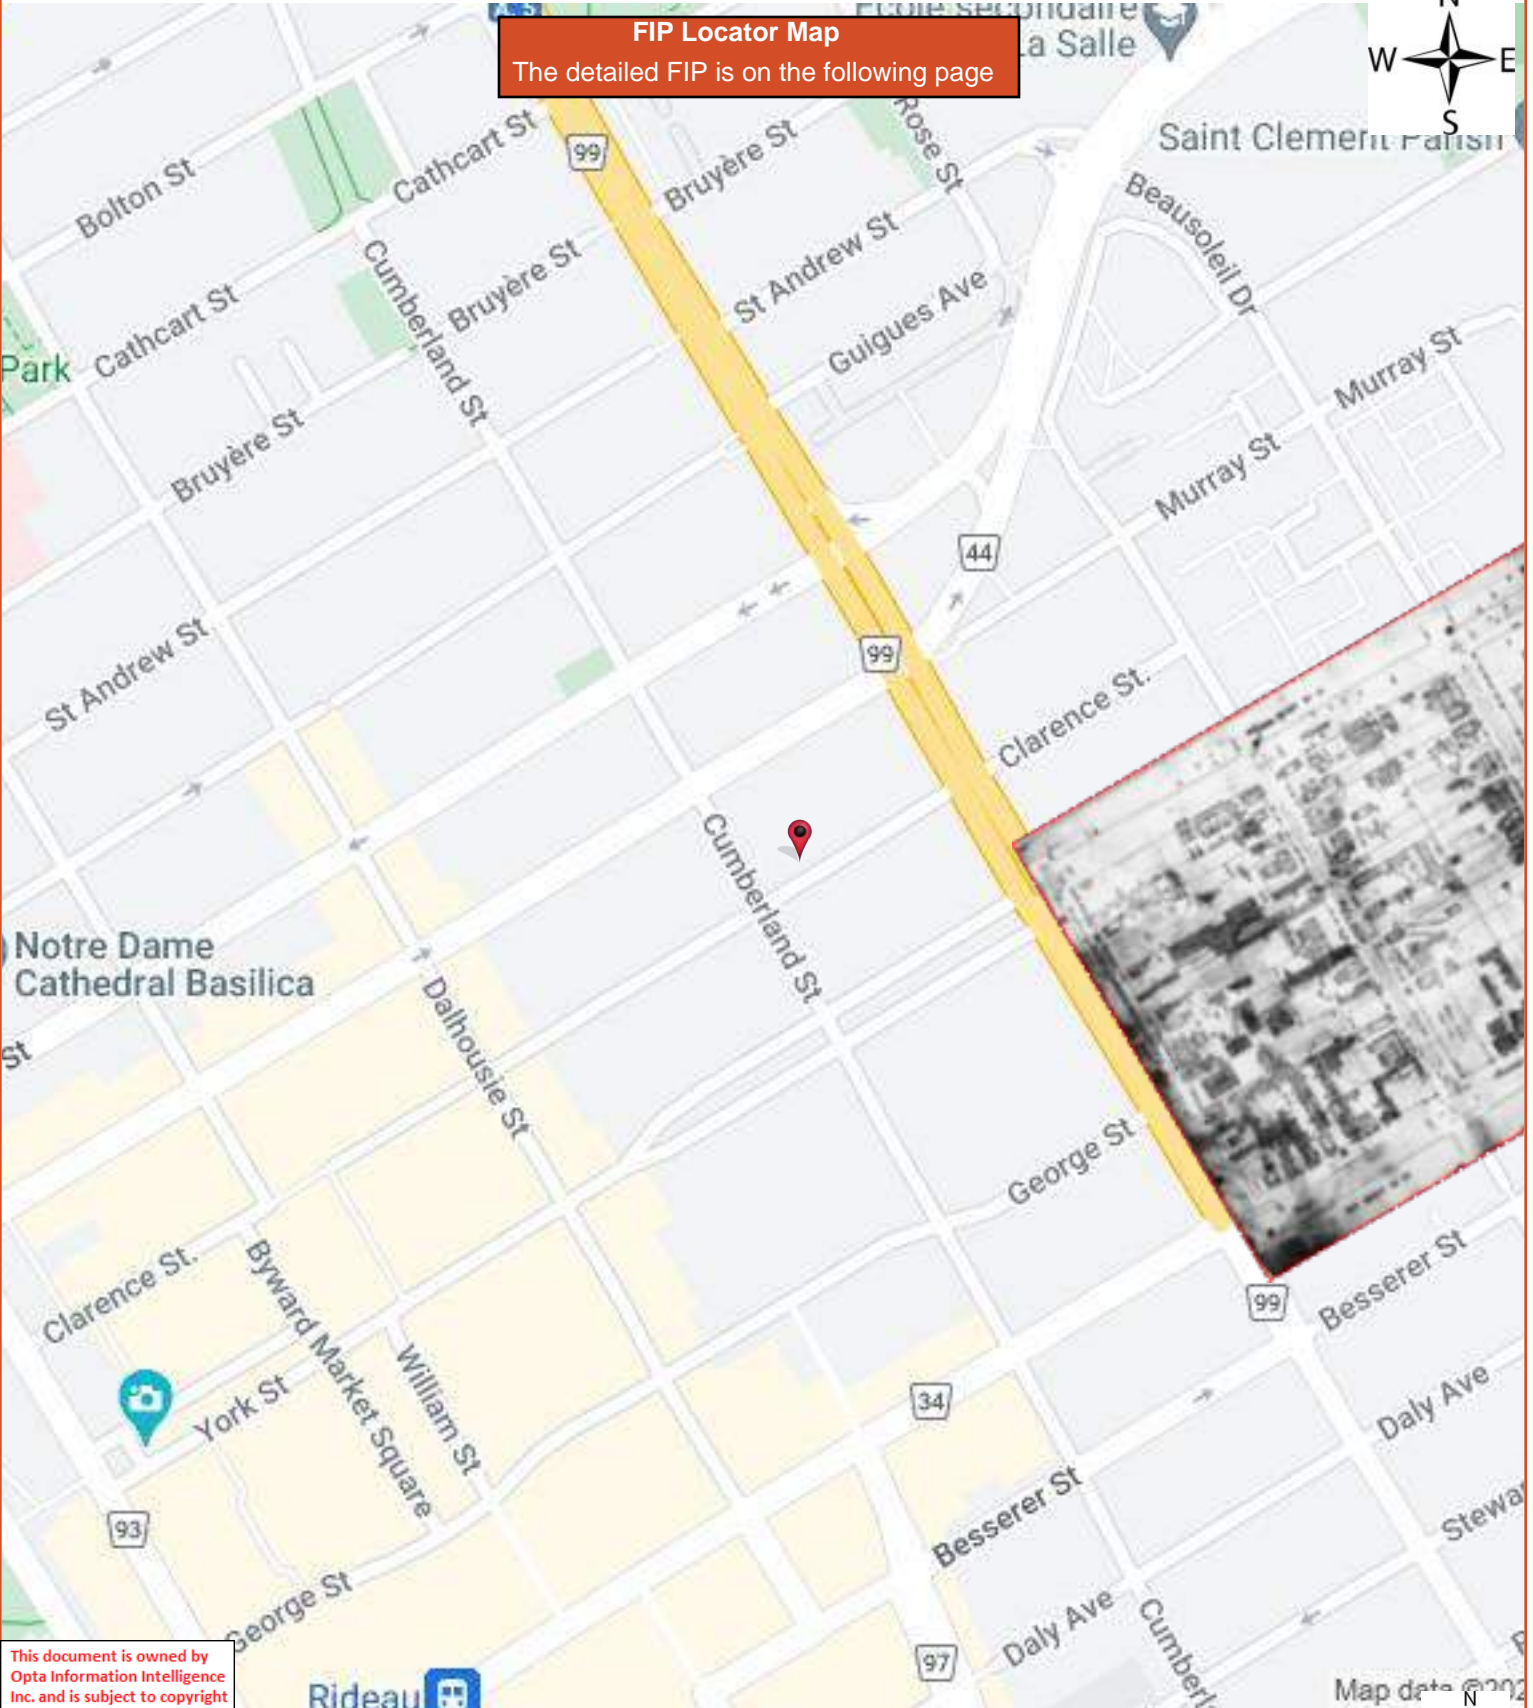 FIP Locator Map
The detailed FIP is on the following page
La Salle
N
W
E
S
99
Bolton St
Cathcart St
Bruyère St
Rose St
Saint Clement Parish
Beausoleil Dr
Cumberland St
Bruyère St
St Andrew St
Guigues Ave
Cathcart St
Park
Murray St
Bruyère St
Murray St
44
99
St Andrew St
Clarence St.
Cumberland St
Notre Dame
Cathedral Basilica
St
Dalhousie St
George St
Clarence St.
Byward Market Square
William St
York St
99
Besserer St
34
Daly Ave
93
Besserer St
George St
Daly Ave
Cumberl
97
Rideau
This document is owned by
Opta Information Intelligence
Inc. and is subject to copyright
N